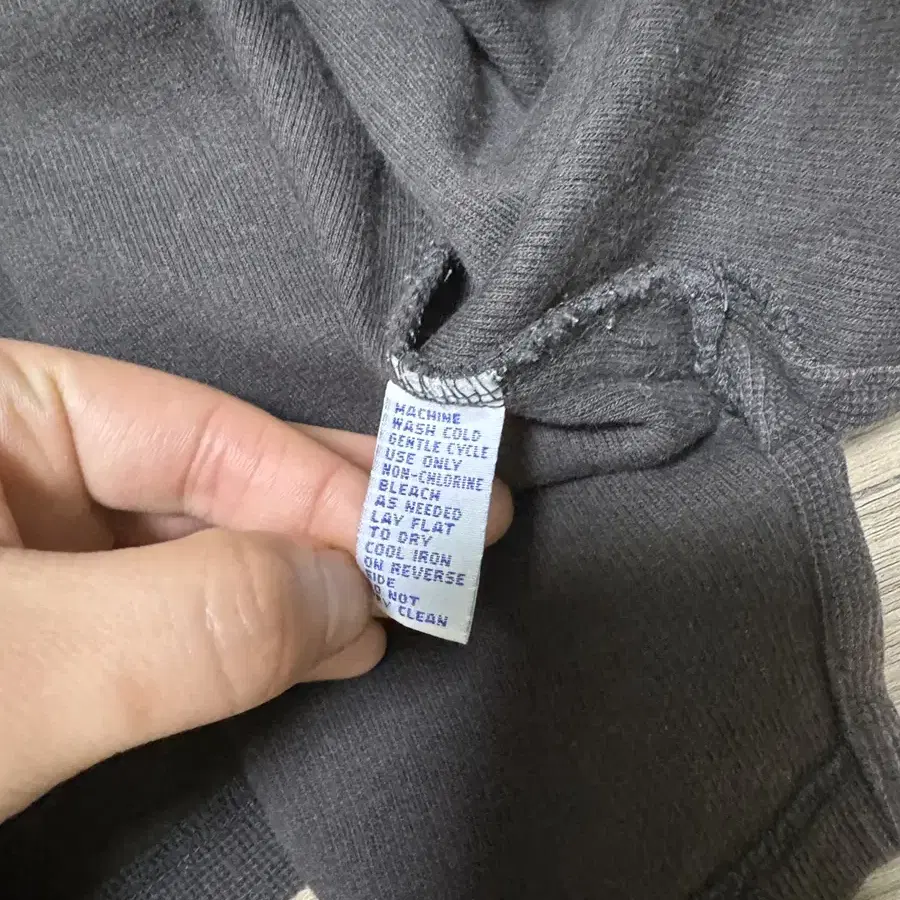 MACHINE
WASH COLD
GENTLE CYCLE
USE ONLY
NON-CHLORINE
BLEACH
AS NEEDED
LAY FLAT
TO DRY
COOL IRON
ON REVERSE
SIDE
NOT
CLEAN